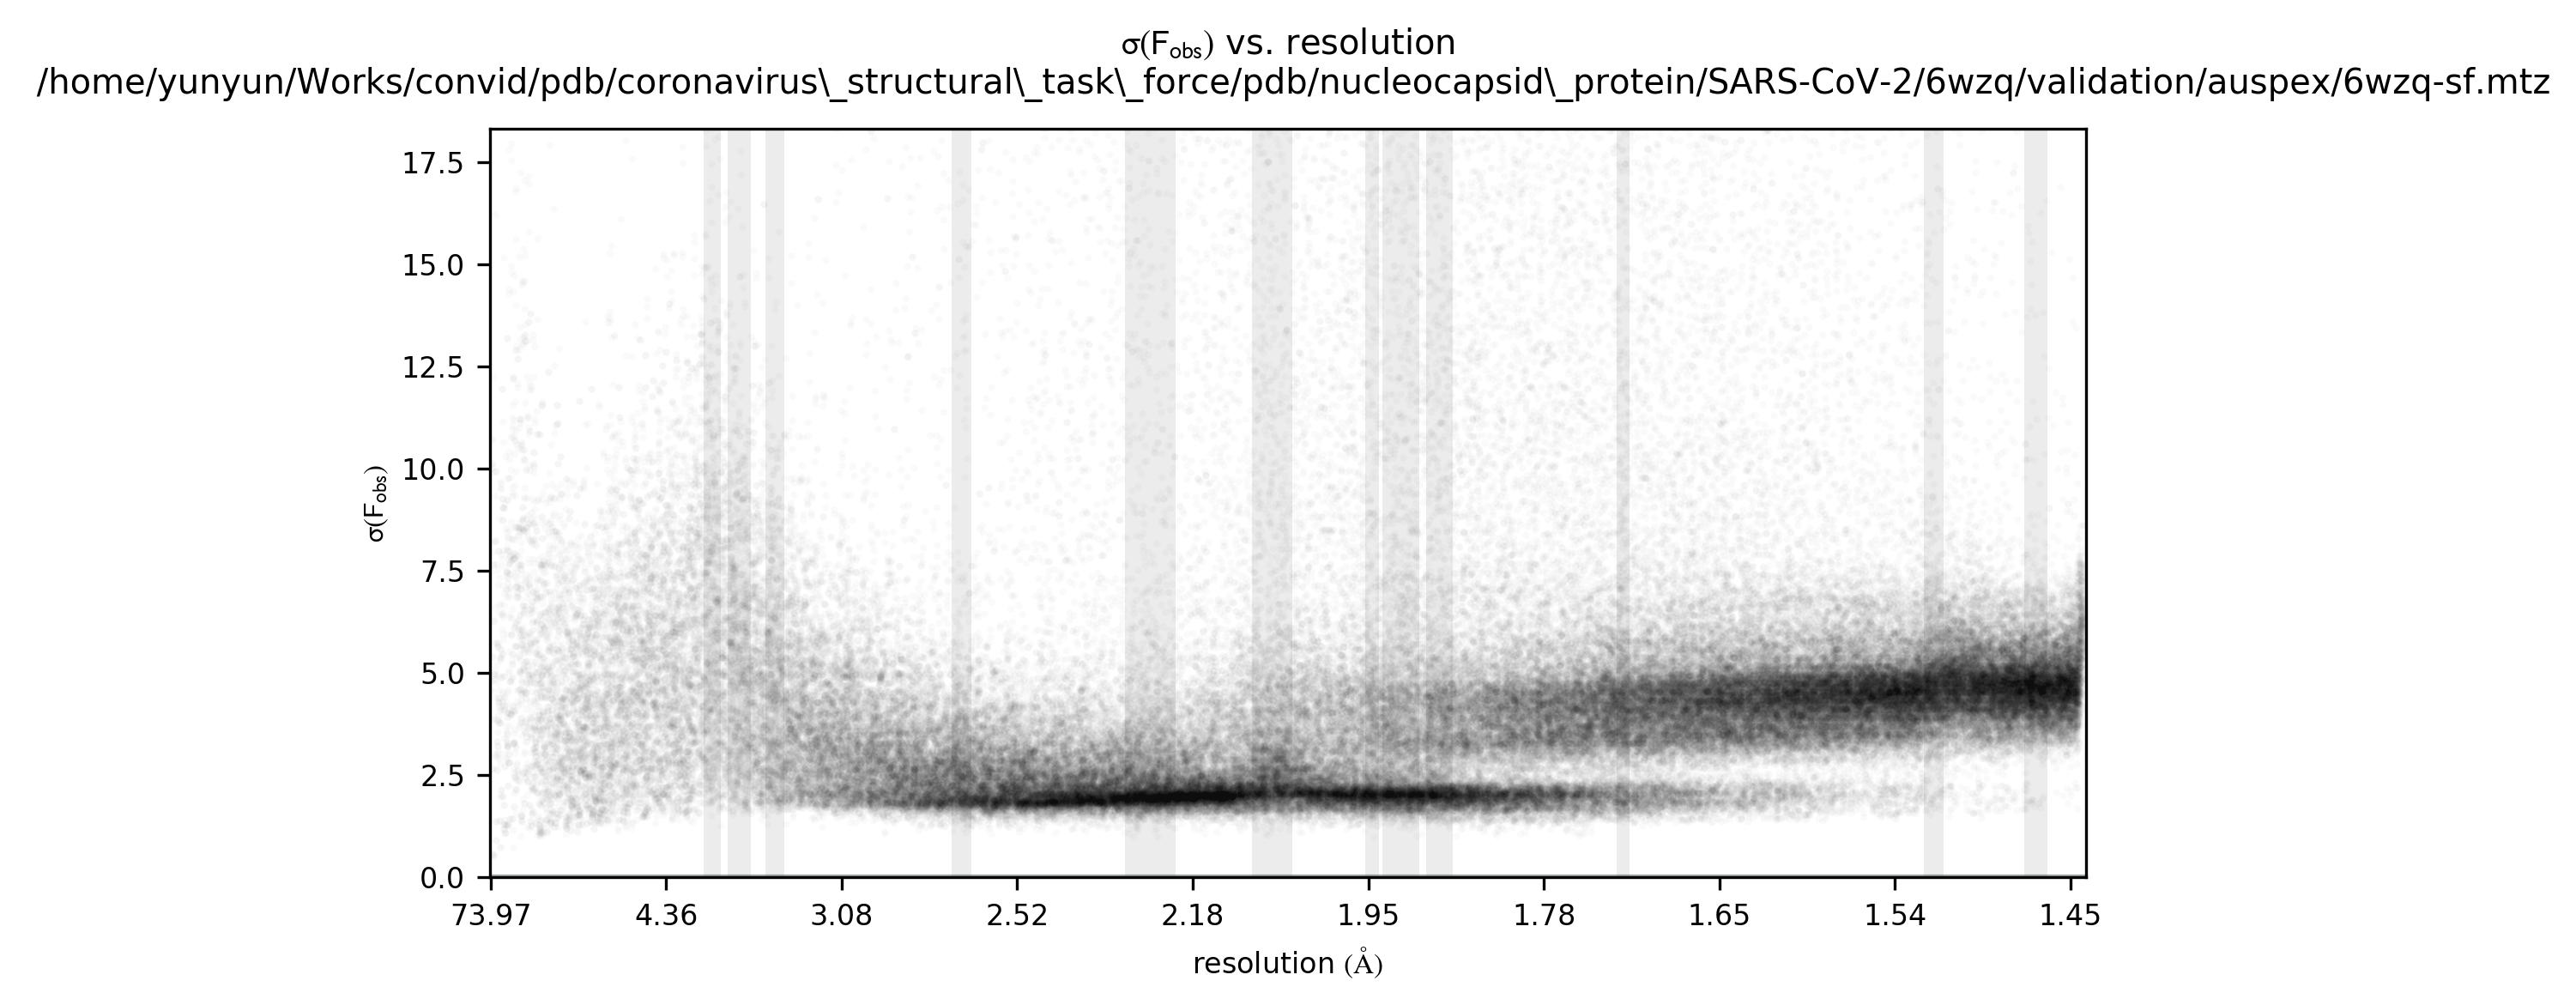 σ(Fobs) vs. resolution
/home/yunyun/Works/convid/pdb/coronavirus\_structural\_task\_force/pdb/nucleocapsid\_protein/SARS-CoV-2/6wzq/validation/auspex/6wzq-sf.mtz
17.5
15.0
12.5
10.0
7.5
5.0
2.5
0.0
σ(Fobs)
73.97 4.36 3.08 2.52 2.18 1.95 1.78 1.65 1.54 1.45
resolution (Å)